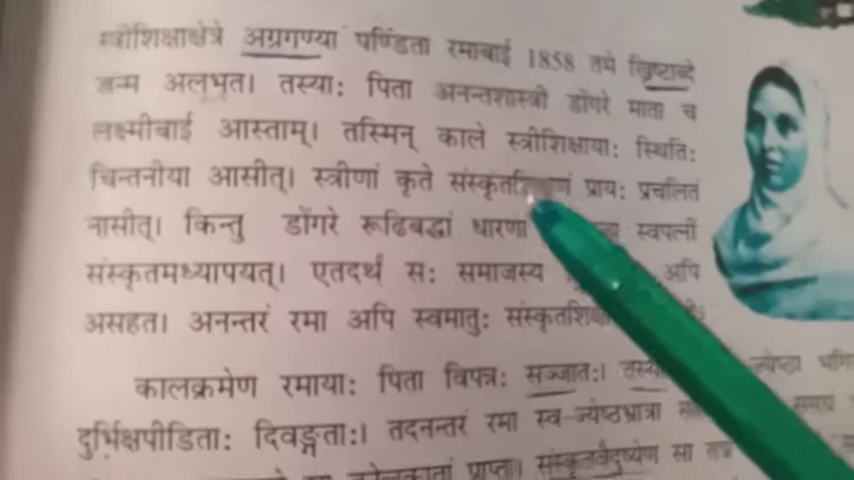 स्त्रीशिक्षाक्षेत्रे अग्रगण्या पण्डिता रमाबाई 1858 तमे ख्रिष्टाब्दे
जन्म अलभत। तस्याः पिता अनन्तशास्त्री डोंगरे माता च
लक्ष्मीबाई आस्ताम्। तस्मिन् काले स्त्रीशिक्षायाः स्थितिः
चिन्तनीया आसीत्। स्त्रीणां कृते प्रायः प्रचलितं
नासीत्। किन्तु डोंगरे रूढिबद्धां धारणां स्वपत्नीं
संस्कृतमध्यापयत्। एतदर्थं सः समाजस्य अपि
असहत। अनन्तरं रमा अपि स्वमातुः
कालक्रमेण रमायाः पिता विपन्नः सञ्जातः।
दुर्भिक्षपीडिताः दिवङ्गताः। तदनन्तरं रमा स्व-ज्येष्ठभ्रात्रा
प्राप्ता। संस्कृतवैदुष्येण सा